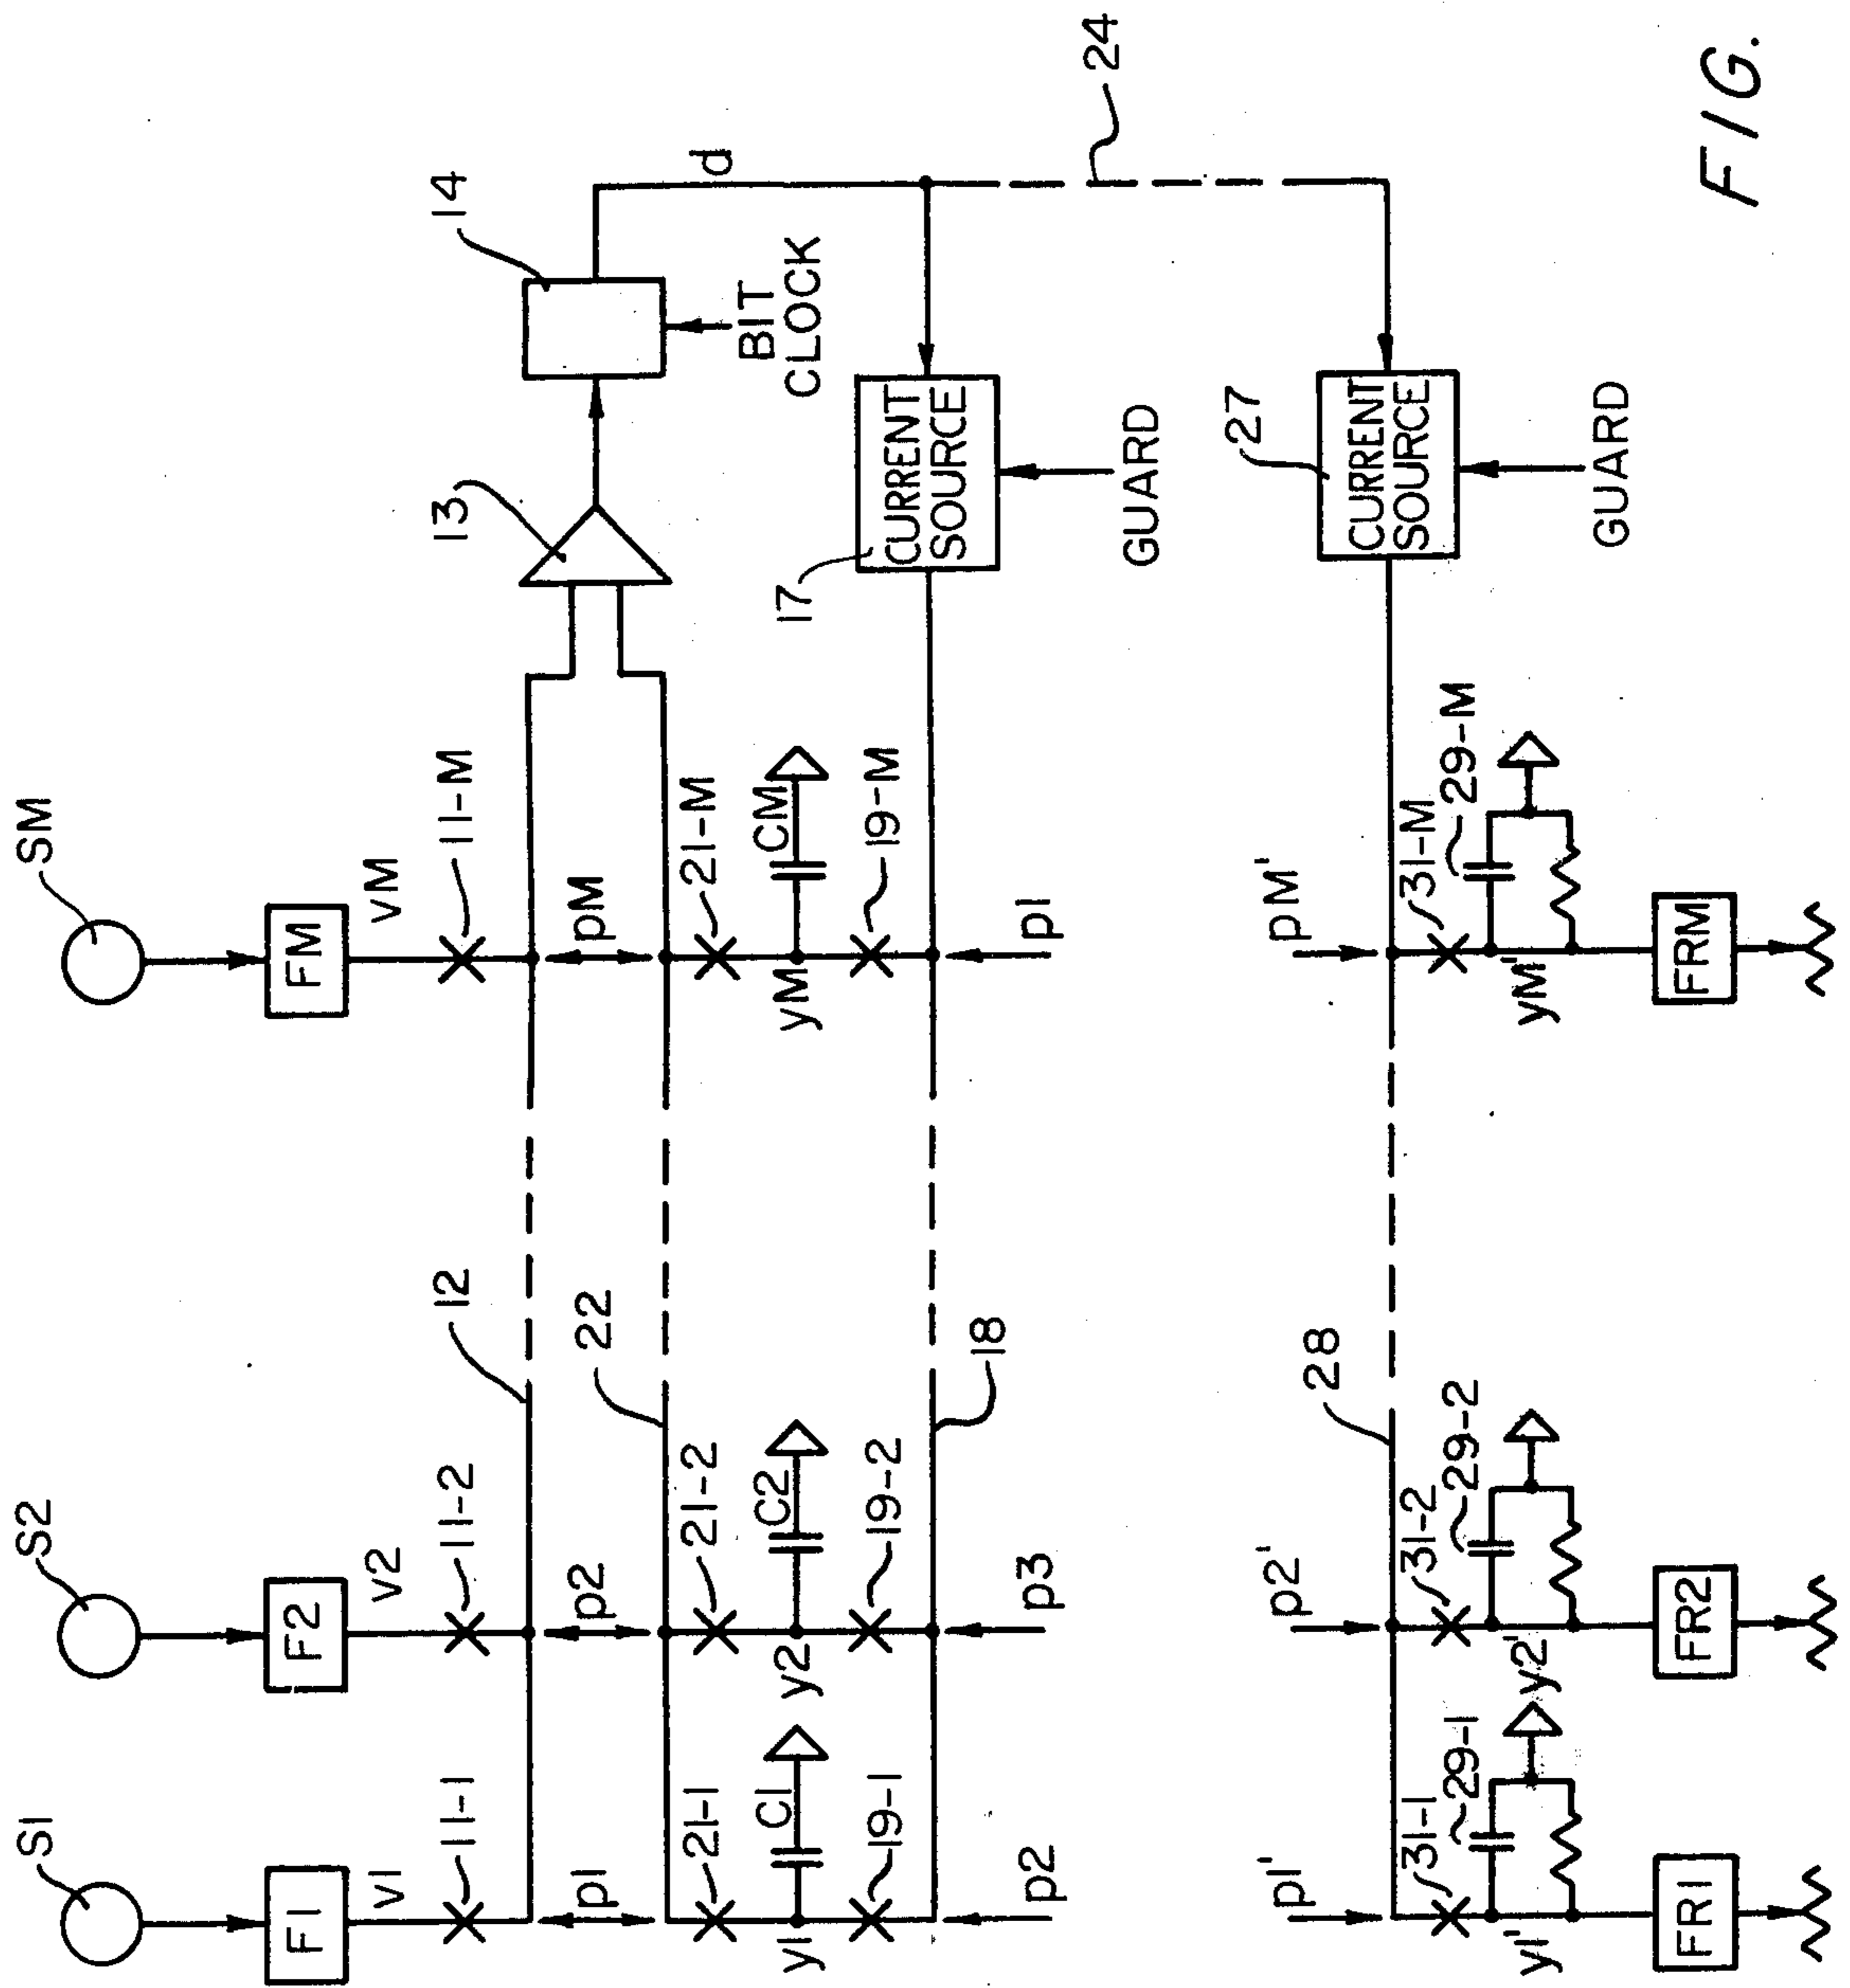 S1
S2
SM
F1
F2
FM
v1
v2
vM
11-1
11-2
11-M
12
13
14
BIT
CLOCK
d
p1
p2
pM
22
21-1
21-2
21-M
C1
C2
CM
y1
y2
yM
19-1
19-2
19-M
17
CURRENT
SOURCE
GUARD
p2
p3
p1
18
24
p1'
p2'
pM'
28
27
CURRENT
SOURCE
GUARD
31-1
31-2
31-M
29-1
29-2
29-M
y1'
y2'
yM'
FR1
FR2
FRM
FIG.